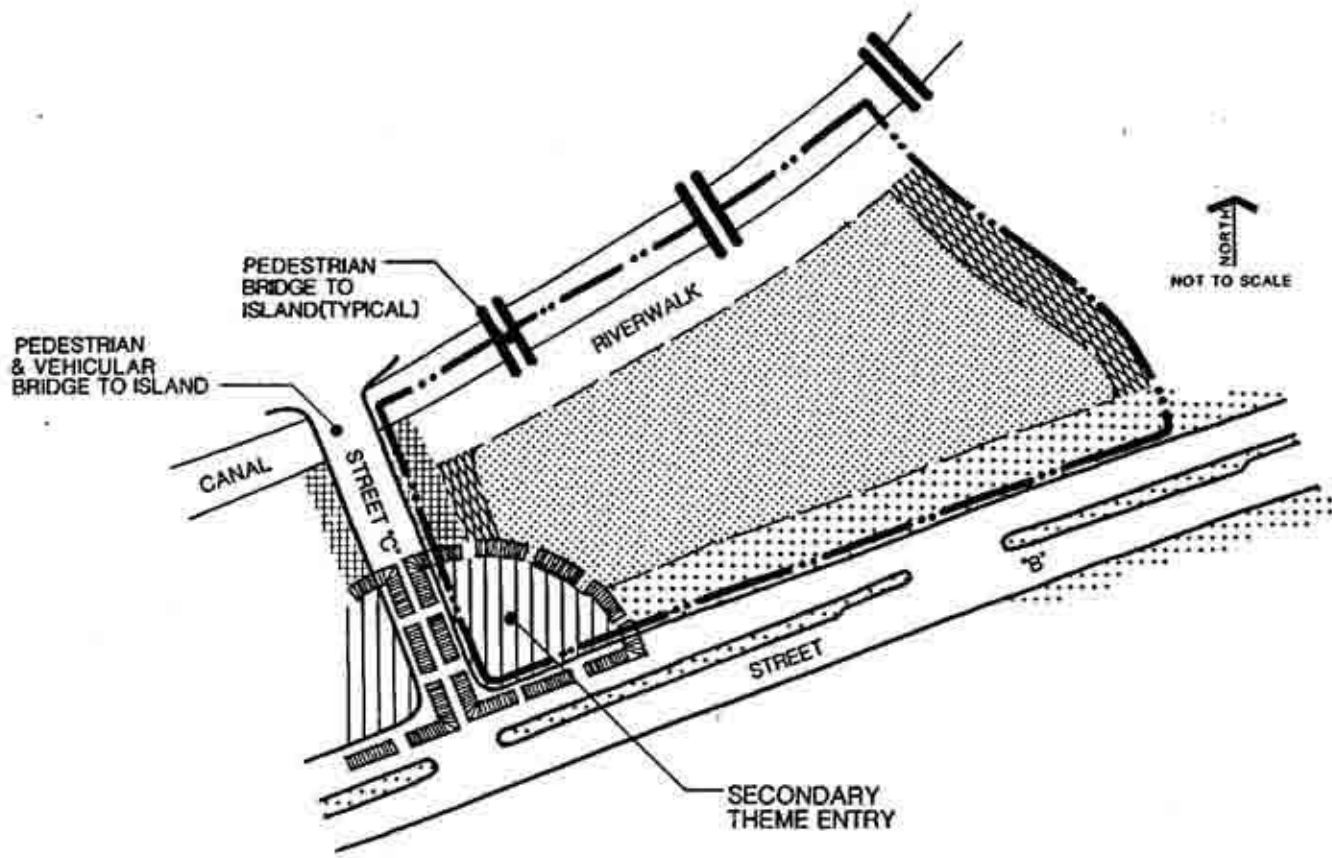 PEDESTRIAN
BRIDGE TO
ISLAND(TYPICAL)
PEDESTRIAN
& VEHICULAR
BRIDGE TO ISLAND
CANAL
STREET "C"
RIVERWALK
NORTH
NOT TO SCALE
STREET
"B"
SECONDARY
THEME ENTRY